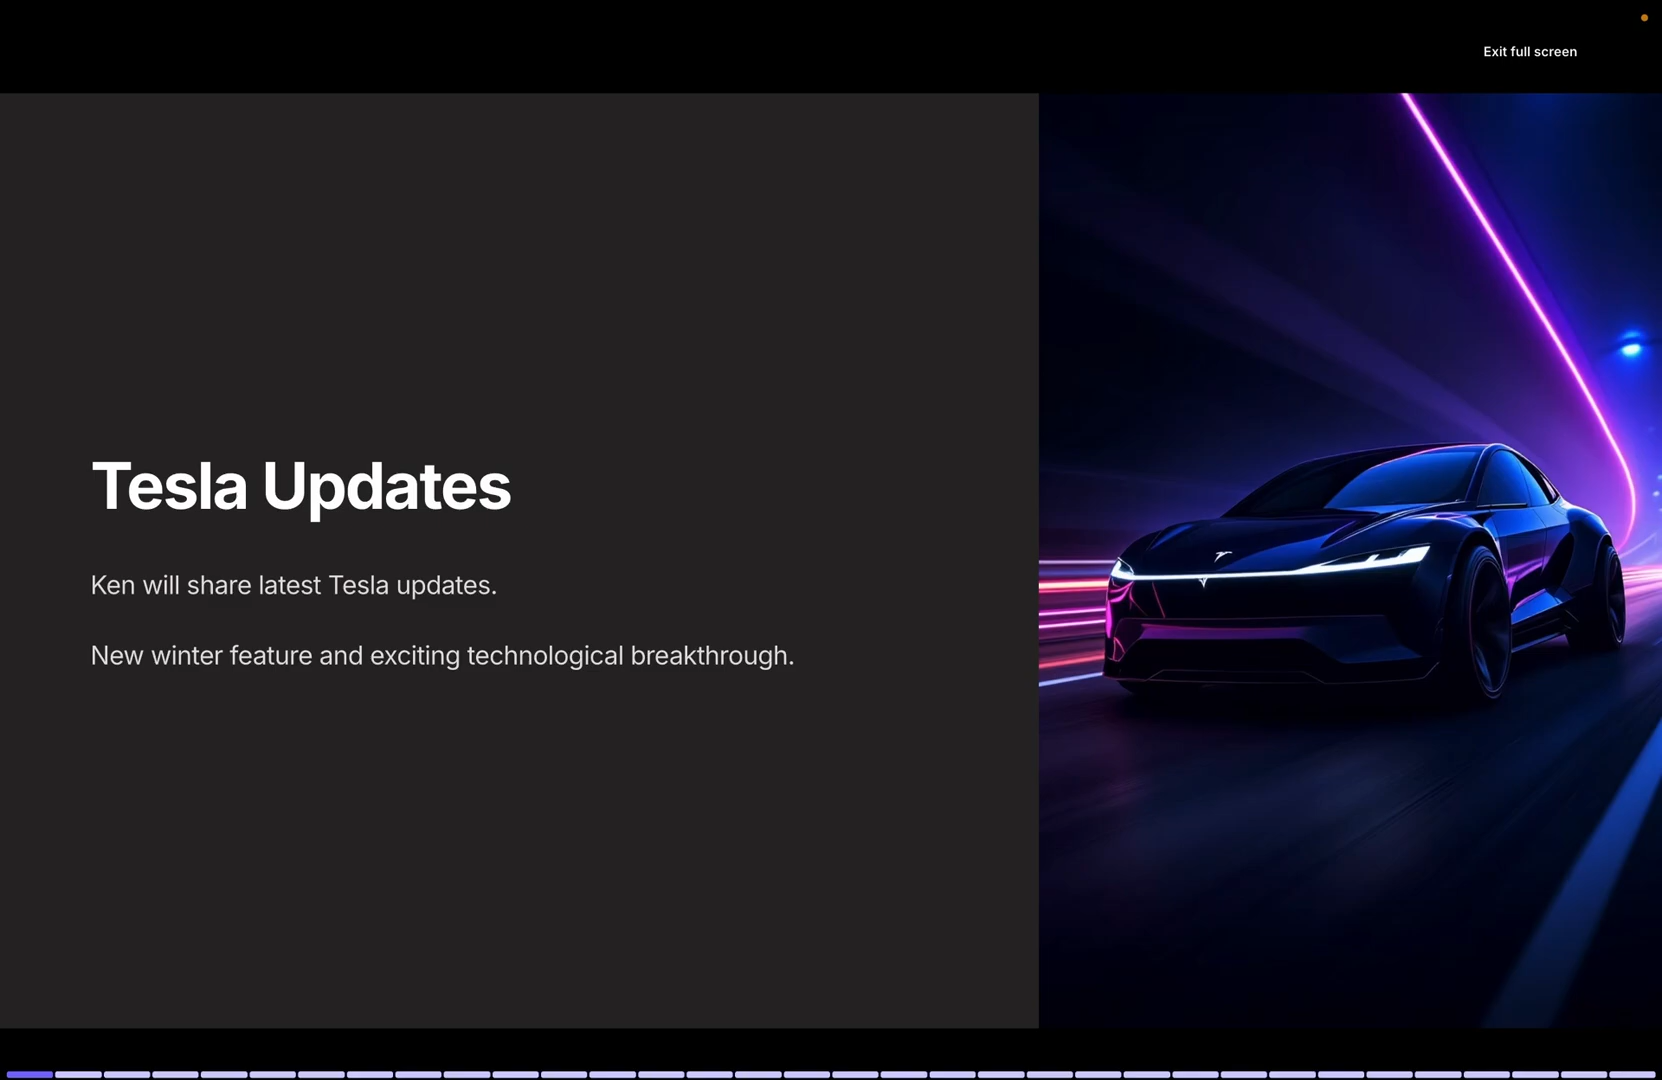 Exit full screen
Tesla Updates
Ken will share latest Tesla updates.
New winter feature and exciting technological breakthrough.